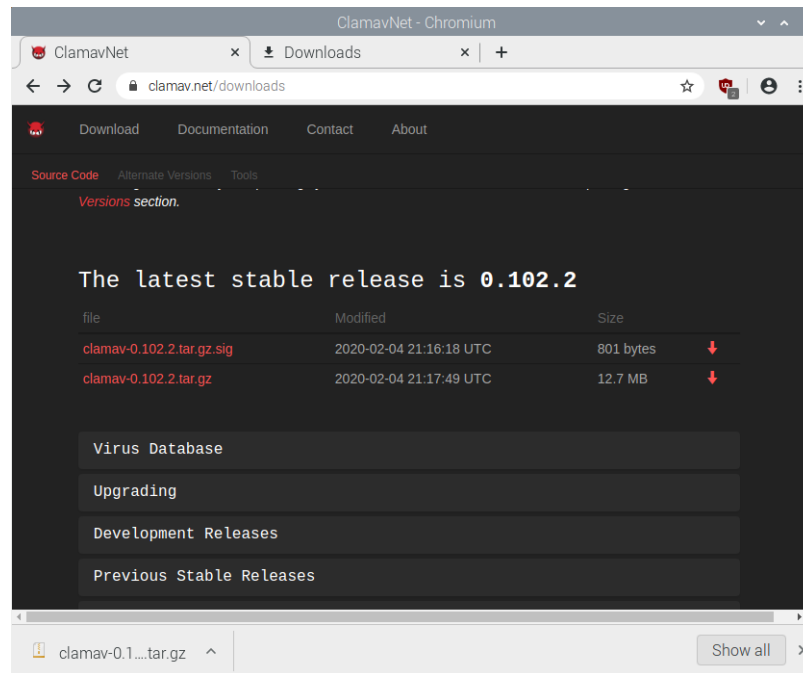 ClamavNet - Chromium
ClamavNet Downloads
clamav.net/downloads
2
Download Documentation Contact About
Source Code Alternate Versions Tools
Versions section.
The latest stable release is 0.102.2
file Modified Size
clamav-0.102.2.tar.gz.sig 2020-02-04 21:16:18 UTC 801 bytes
clamav-0.102.2.tar.gz 2020-02-04 21:17:49 UTC 12.7 MB
Virus Database
Upgrading
Development Releases
Previous Stable Releases
clamav-0.1....tar.gz Show all